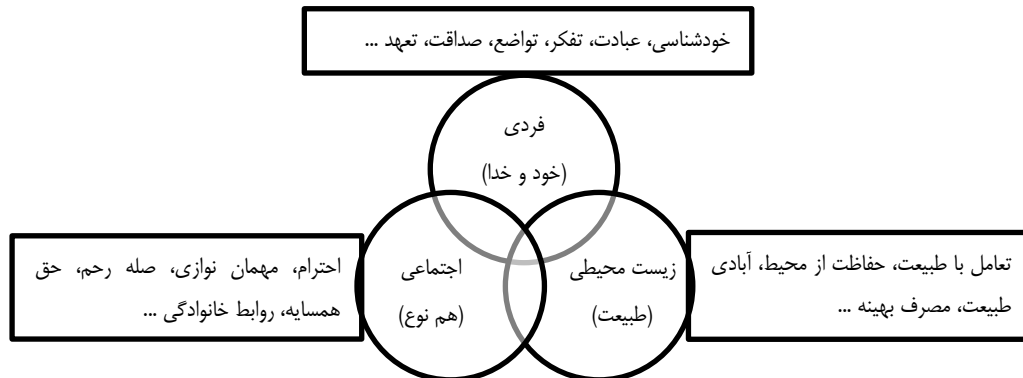 خودشناسی، عبادت، تفکر، تواضع، صداقت، تعهد ...
فردی
(خود و خدا)
زیست محیطی
(طبیعت)
اجتماعی
(هم نوع)
تعامل با طبیعت، حفاظت از محیط، آبادی
طبیعت، مصرف بهینه ...
احترام، مهمان نوازی، صله رحم، حق
همسایه، روابط خانوادگی ...